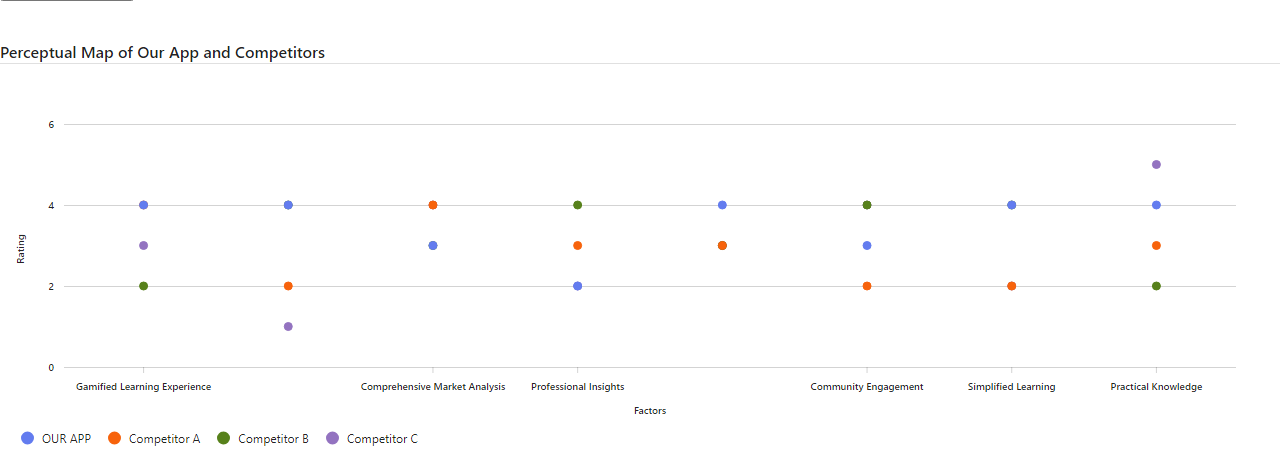 Perceptual Map of Our App and Competitors
6
4
2
0
Rating
Gamified Learning Experience Comprehensive Market Analysis Professional Insights Community Engagement Simplified Learning Practical Knowledge
Factors
OUR APP Competitor A Competitor B Competitor C